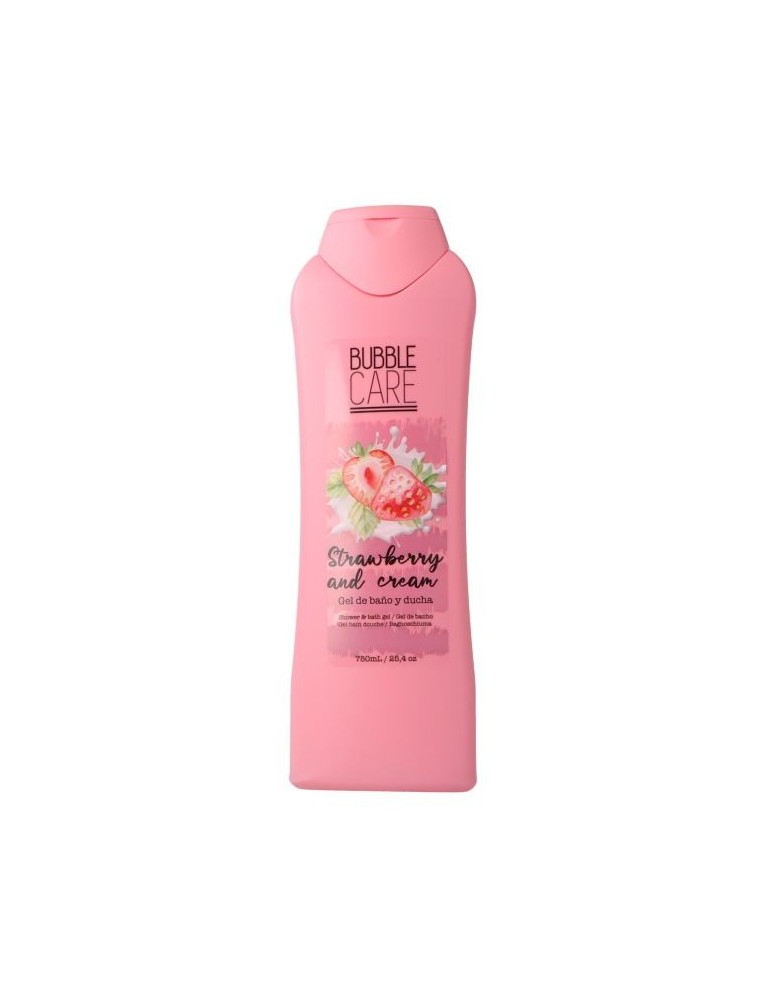 BUBBLE
CARE
Strawberry
and cream
Gel de baño y ducha
Shower & bath gel / Gel de banho
Gel bain douche / Bagnoschiuma
750mL / 25,4 oz